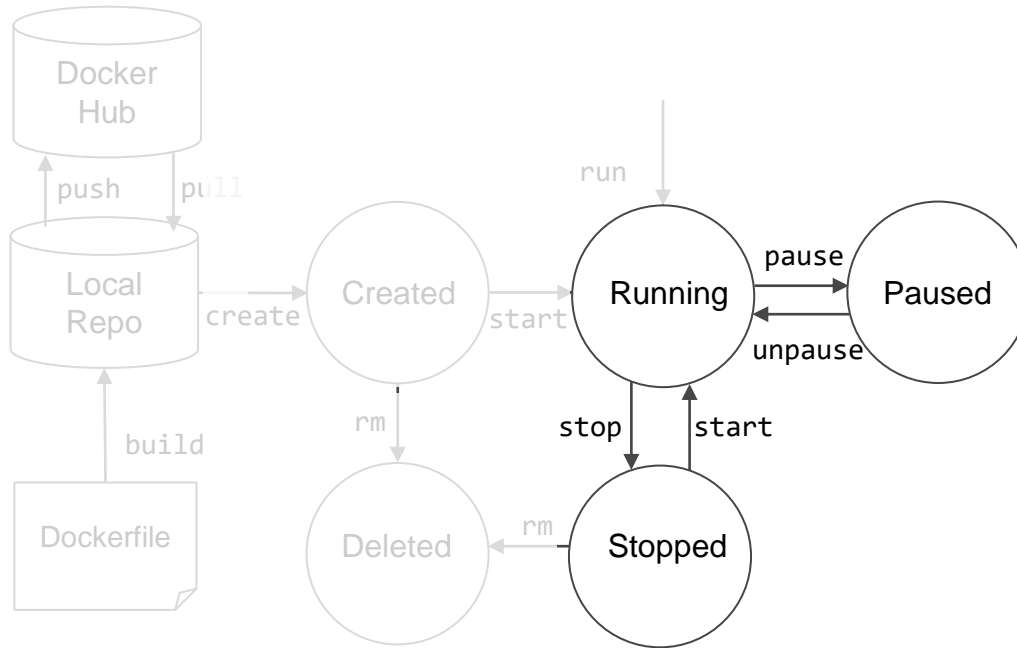 Docker
Hub
push
pull
run
Local
Repo
create
Created
start
Running
pause
unpause
Paused
rm
stop
start
build
Dockerfile
Deleted
rm
Stopped